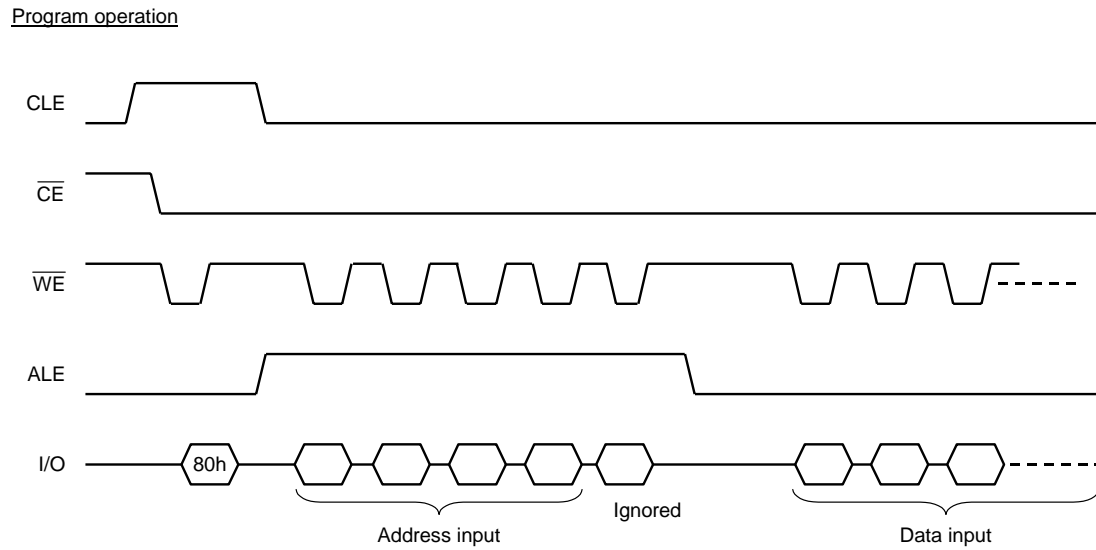 Program operation
CLE
CE
WE
ALE
I/O
80h
Ignored
Address input
Data input